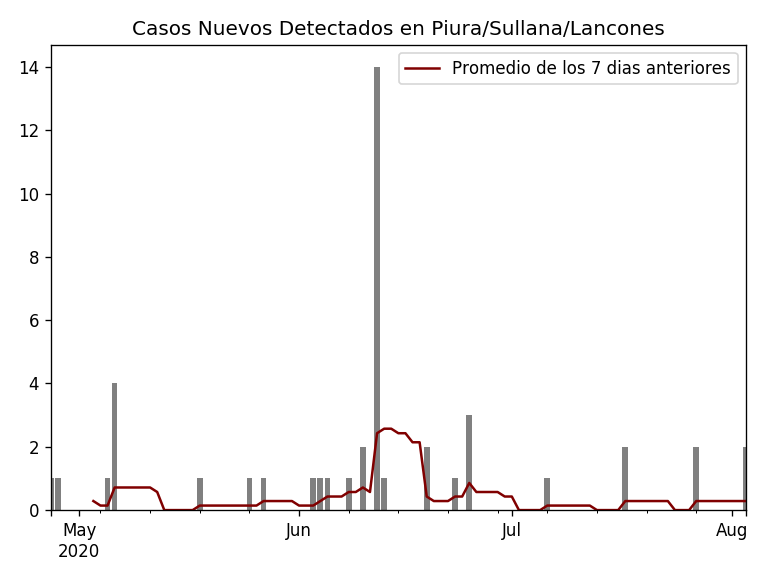 Casos Nuevos Detectados en Piura/Sullana/Lancones
Promedio de los 7 dias anteriores
14
12
10
8
6
4
2
0
May
2020
Jun
Jul
Aug